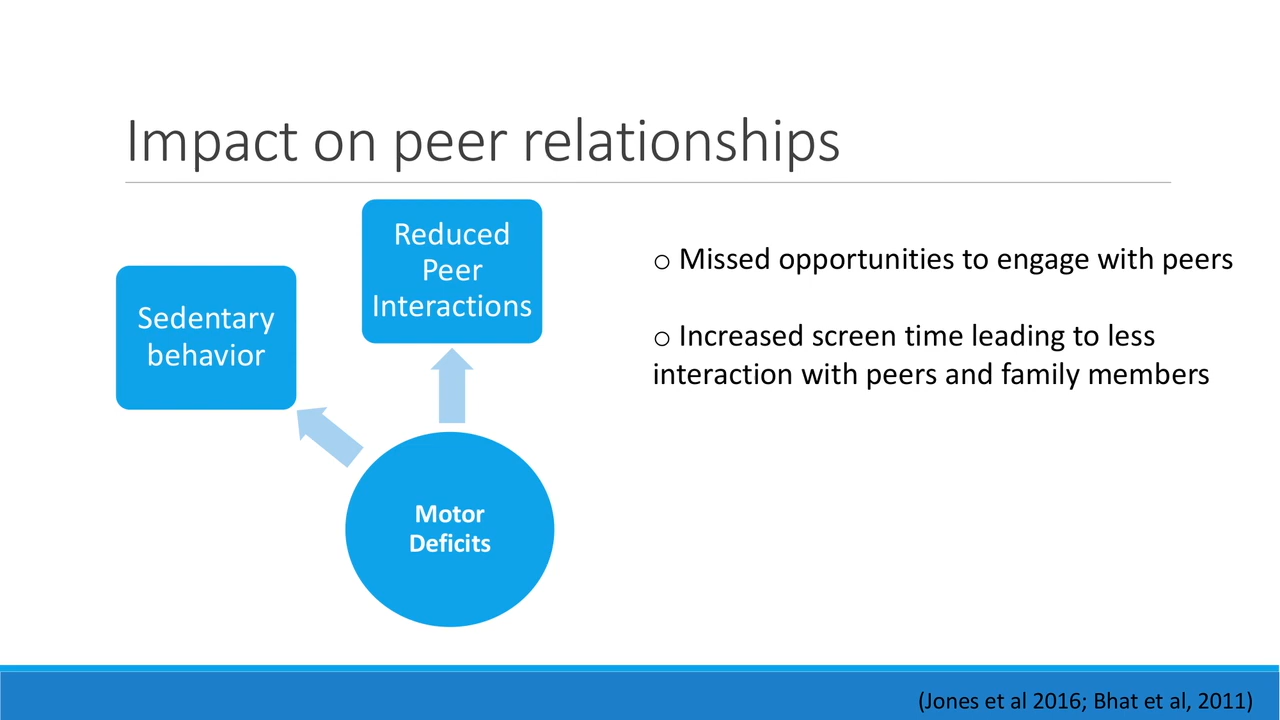 Impact on peer relationships
Sedentary
behavior
Reduced
Peer
Interactions
Motor
Deficits
o Missed opportunities to engage with peers
o Increased screen time leading to less
interaction with peers and family members
(Jones et al 2016; Bhat et al, 2011)